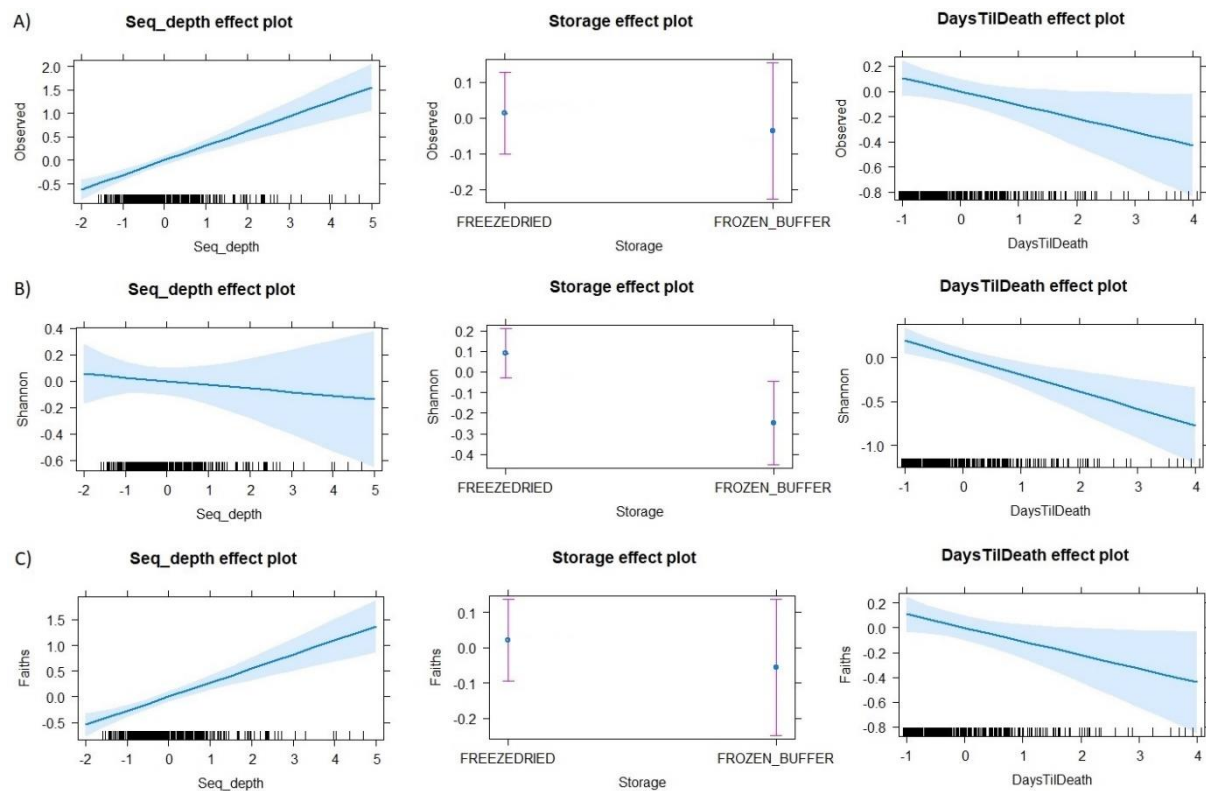 A)
Seq_depth effect plot
Observed
2.0
1.5
1.0
0.5
0.0
-0.5
-2 -1 0 1 2 3 4 5
Seq_depth
Storage effect plot
Observed
0.1
0.0
-0.1
-0.2
FREEZEDRIED FROZEN_BUFFER
Storage
DaysTilDeath effect plot
Observed
0.2
0.0
-0.2
-0.4
-0.6
-0.8
-1 0 1 2 3 4
DaysTilDeath
B)
Seq_depth effect plot
Shannon
0.4
0.2
0.0
-0.2
-0.4
-0.6
-2 -1 0 1 2 3 4 5
Seq_depth
Storage effect plot
Shannon
0.2
0.1
0.0
-0.1
-0.2
-0.3
-0.4
FREEZEDRIED FROZEN_BUFFER
Storage
DaysTilDeath effect plot
Shannon
0.0
-0.5
-1.0
-1 0 1 2 3 4
DaysTilDeath
C)
Seq_depth effect plot
Faiths
1.5
1.0
0.5
0.0
-0.5
-2 -1 0 1 2 3 4 5
Seq_depth
Storage effect plot
Faiths
0.1
0.0
-0.1
-0.2
FREEZEDRIED FROZEN_BUFFER
Storage
DaysTilDeath effect plot
Faiths
0.2
0.0
-0.2
-0.4
-0.6
-0.8
-1 0 1 2 3 4
DaysTilDeath